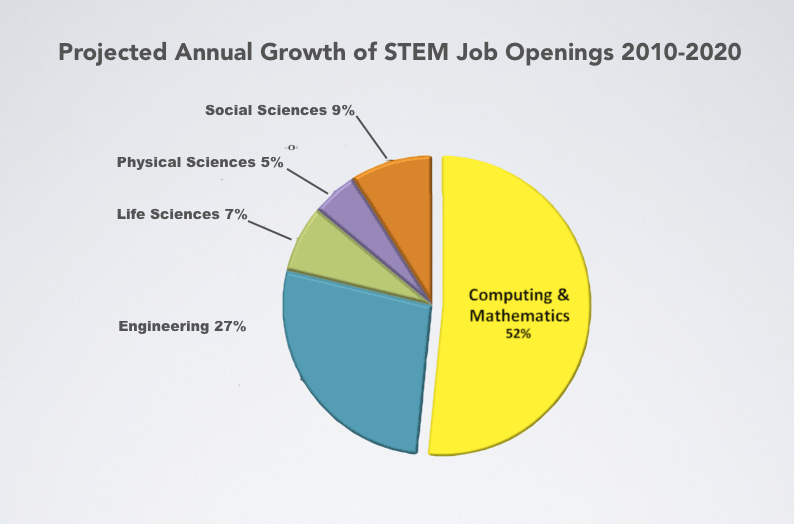 Projected Annual Growth of STEM Job Openings 2010-2020
Social Sciences 9%
Physical Sciences 5%
Life Sciences 7%
Engineering 27%
Computing &
Mathematics
52%